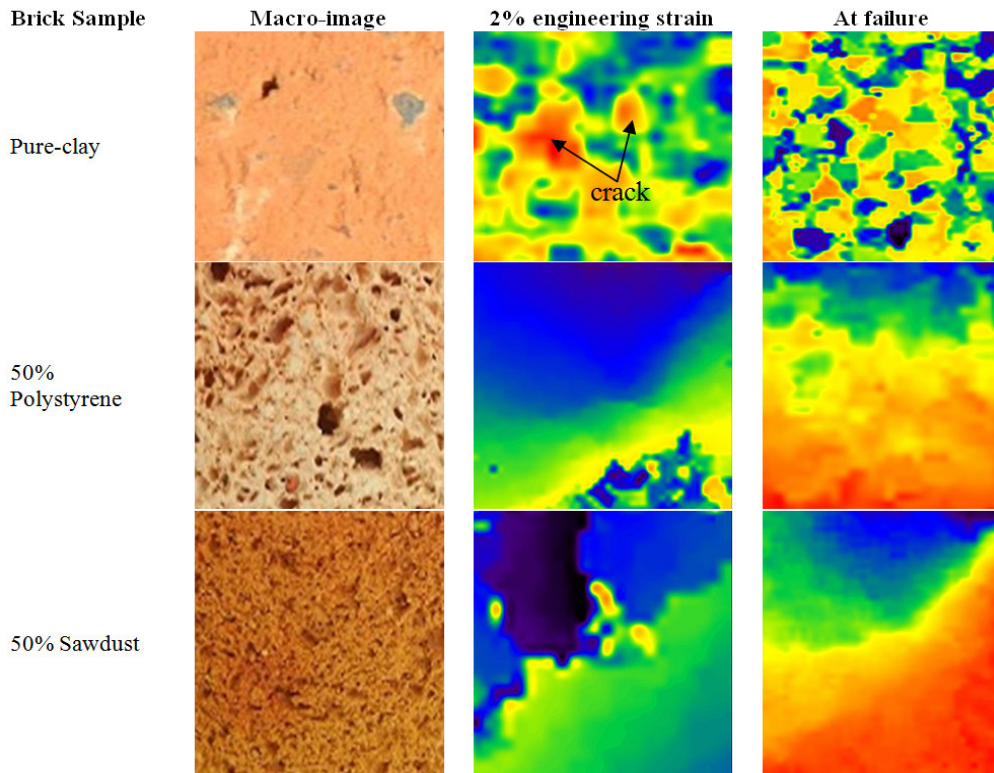 Brick Sample Macro-image 2% engineering strain At failure
Pure-clay
crack
50%
Polystyrene
50% Sawdust